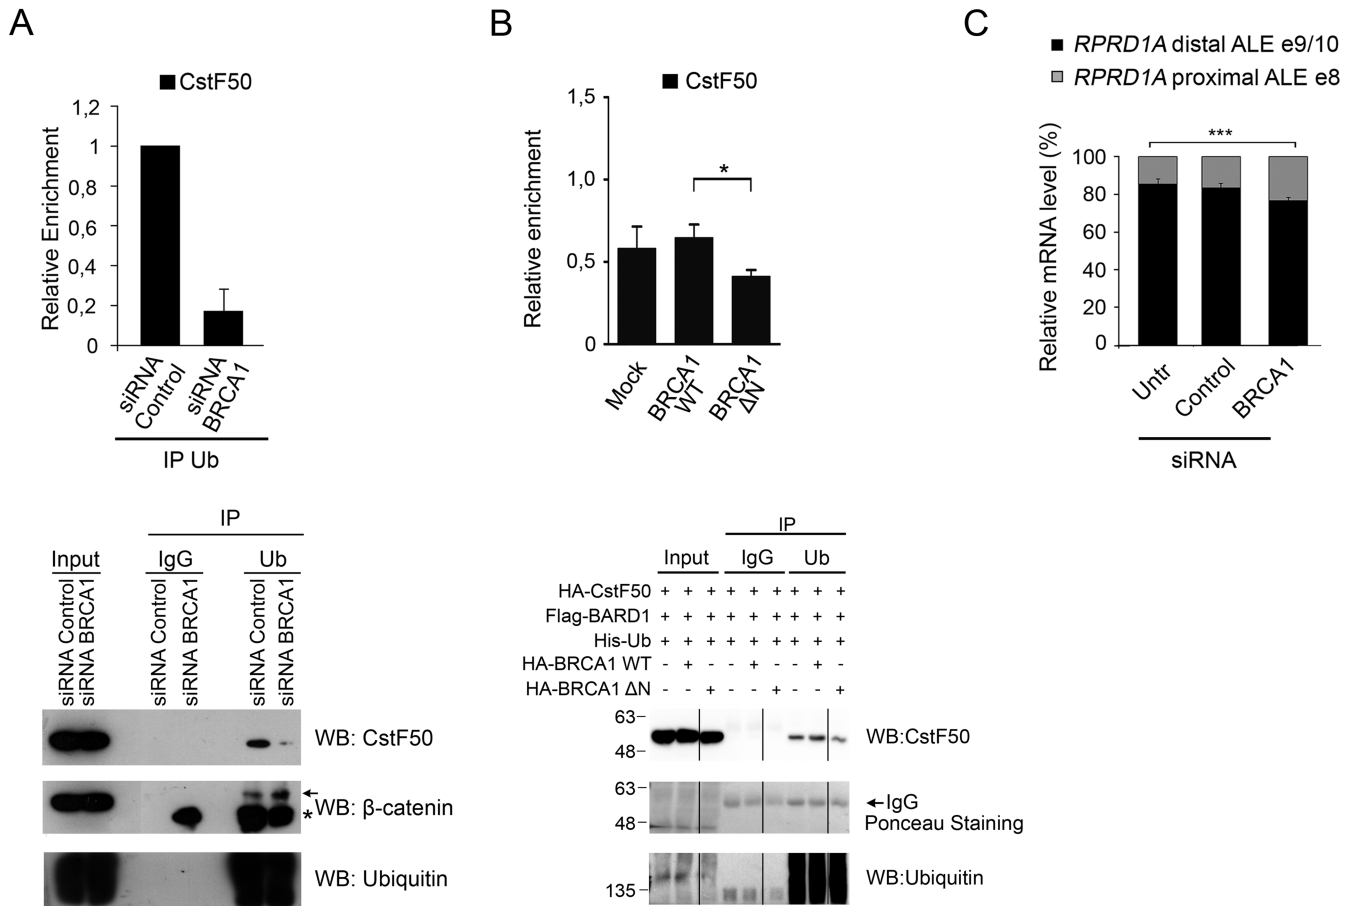 A
CstF50
Relative Enrichment
1,2
1
0,8
0,6
0,4
0,2
0
siRNA Control
siRNA BRCA1
IP Ub
IP
Input
IgG
Ub
siRNA Control
siRNA BRCA1
siRNA Control
siRNA BRCA1
siRNA Control
siRNA BRCA1
WB: CstF50
WB: β-catenin
*
WB: Ubiquitin
B
CstF50
Relative enrichment
1,5
1,0
0,5
0
*
Mock
BRCA1 WT
BRCA1 ΔN
IP
Input
IgG
Ub
HA-CstF50 + + + + + + + + +
Flag-BARD1 + + + + + + + + +
His-Ub + + + + + + + + +
HA-BRCA1 WT - + - - + - - + -
HA-BRCA1 ΔN - - + - - + - - +
63
48
WB:CstF50
63
48
IgG
Ponceau Staining
135
WB:Ubiquitin
C
RPRD1A distal ALE e9/10
RPRD1A proximal ALE e8
Relative mRNA level (%)
100
80
60
40
20
0
***
Untr
Control
BRCA1
siRNA